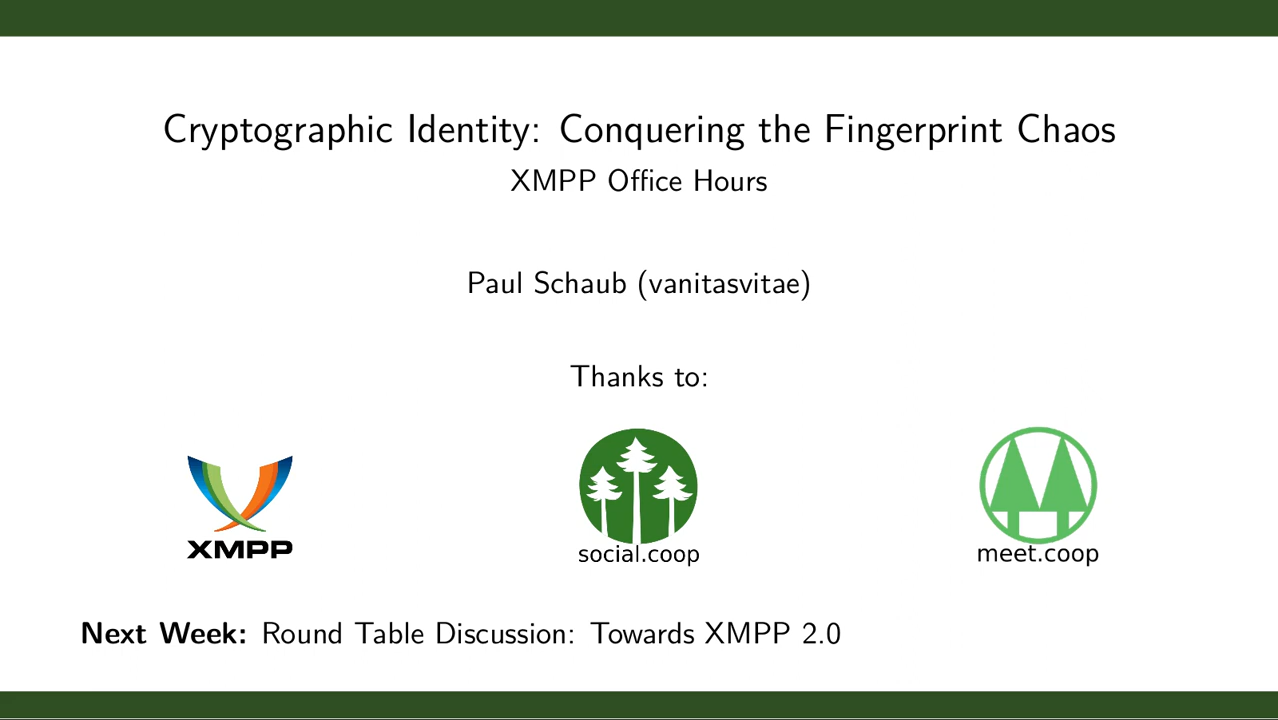 Cryptographic Identity: Conquering the Fingerprint Chaos
XMPP Office Hours
Paul Schaub (vanitasvitae)
Thanks to:
XMPP
social.coop
meet.coop
Next Week: Round Table Discussion: Towards XMPP 2.0